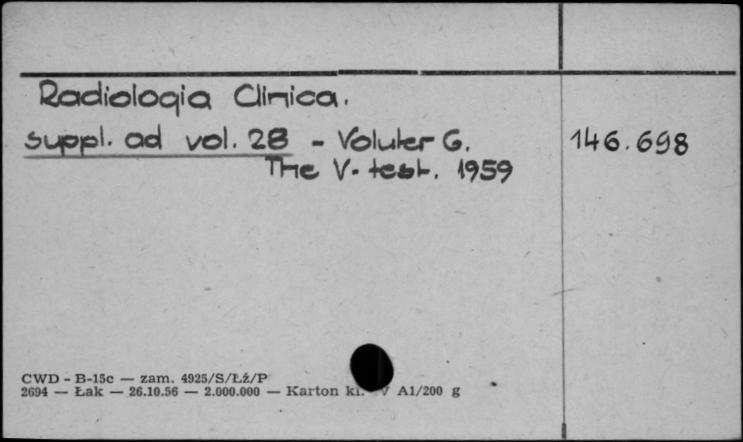 Radiologia Clinica.
suppl. ad vol. 28 - Voluter G. 146.698
The V-test. 1959
CWD - B-15c — zam. 4925/S/Łż/P
2694 — Łak — 26.10.56 — 2.000.000 — Karton kl. V A1/200 g